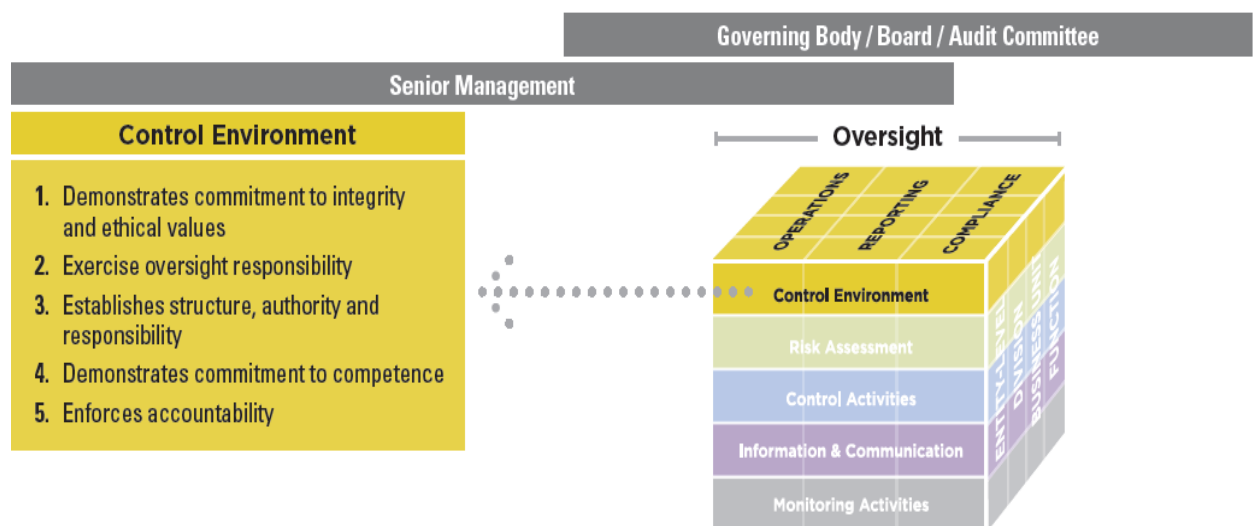 Governing Body / Board / Audit Committee
Senior Management
Control Environment
1. Demonstrates commitment to integrity
and ethical values
2. Exercise oversight responsibility
3. Establishes structure, authority and
responsibility
4. Demonstrates commitment to competence
5. Enforces accountability
Oversight
OPERATIONS
REPORTING
COMPLIANCE
Control Environment
Risk Assessment
Control Activities
Information & Communication
Monitoring Activities
ENTITY-LEVEL
DIVISION
BUSINESS UNIT
FUNCTION